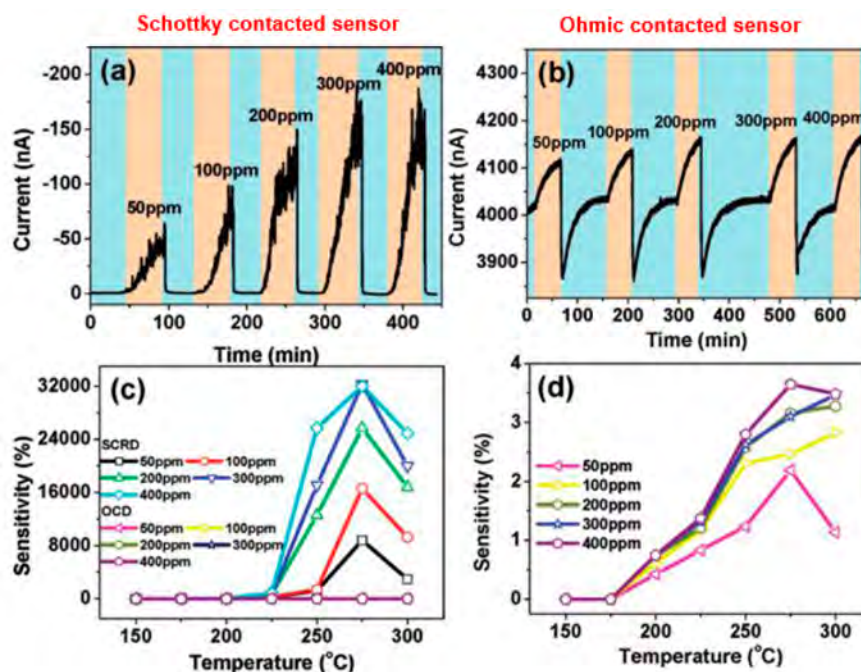 Schottky contacted sensor
Ohmic contacted sensor
(a)
50ppm
100ppm
200ppm
300ppm
400ppm
-200
-150
-100
-50
0
Current (nA)
0 100 200 300 400
Time (min)
(b)
50ppm
100ppm
200ppm
300ppm
400ppm
4300
4200
4100
4000
3900
Current (nA)
0 100 200 300 400 500 600
Time (min)
(c)
32000
24000
16000
8000
0
Sensitivity (%)
SCRD
50ppm 100ppm
200ppm 300ppm
400ppm
OCD
50ppm 100ppm
200ppm 300ppm
400ppm
150 200 250 300
Temperature (°C)
(d)
4
3
2
1
0
Sensitivity (%)
50ppm
100ppm
200ppm
300ppm
400ppm
150 200 250 300
Temperature (°C)